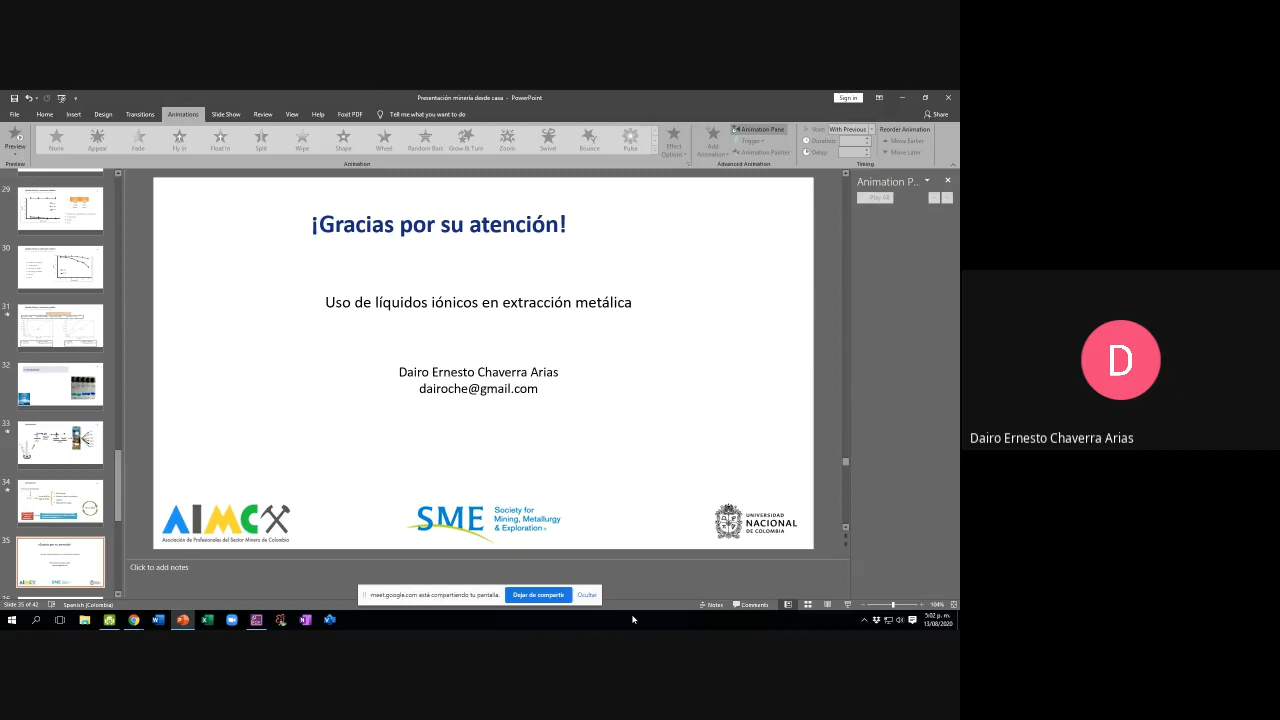 Presentación minería desde casa - PowerPoint
Sign in
File Home Insert Design Transitions Animations Slide Show Review View Help Foxit PDF Tell me what you want to do
Share
Preview
None Appear Fade Fly In Float In Split Wipe Shape Wheel Random Bars Grow & Turn Zoom Swivel Bounce Pulse
Effect Options
Add Animation
Animation Pane
Trigger
Animation Painter
Start: With Previous
Duration:
Delay:
Reorder Animation
Move Earlier
Move Later
Preview Animation Advanced Animation Timing
29
30
31
32
33
34
35
¡Gracias por su atención!
Uso de líquidos iónicos en extracción metálica
Dairo Ernesto Chaverra Arias
dairoche@gmail.com
AIMC
Asociación de Profesionales del Sector Minero de Colombia
SME Society for Mining, Metallurgy & Exploration
UNIVERSIDAD NACIONAL DE COLOMBIA
Animation P...
Play All
D
Dairo Ernesto Chaverra Arias
Click to add notes
meet.google.com está compartiendo tu pantalla. Dejar de compartir Ocultar
Slide 35 of 42 Spanish (Colombia)
Notes Comments 104%
5:02 p. m.
13/08/2020